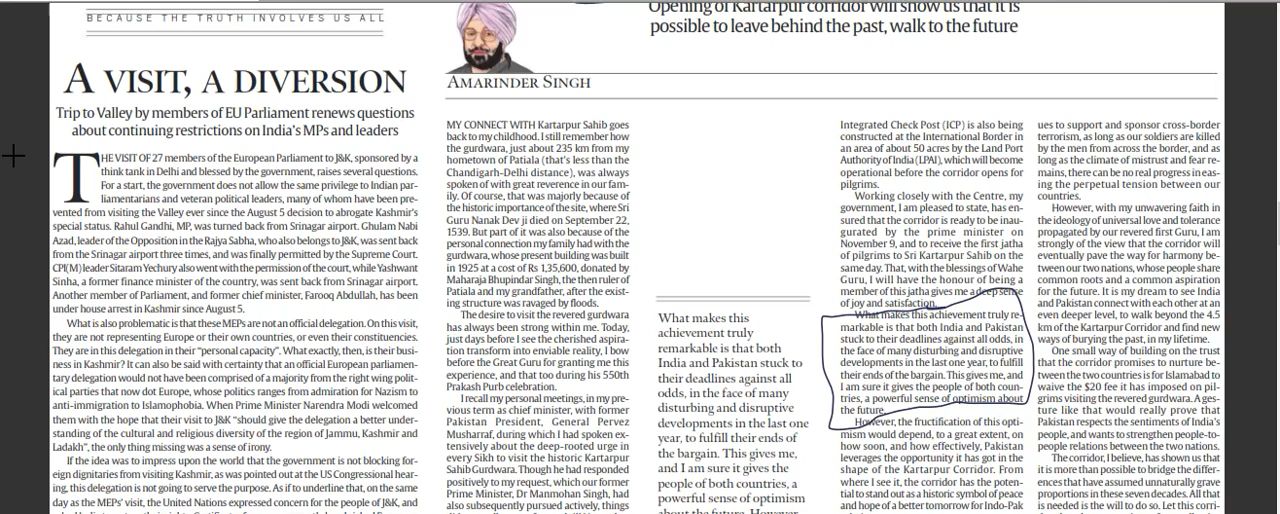 BECAUSE THE TRUTH INVOLVES US ALL
A VISIT, A DIVERSION
Trip to Valley by members of EU Parliament renews questions
about continuing restrictions on India's MPs and leaders
THE VISIT OF 27 members of the European Parliament to J&K, sponsored by a
think tank in Delhi and blessed by the government, raises several questions.
For a start, the government does not allow the same privilege to Indian par-
liamentarians and veteran political leaders, many of whom have been pre-
vented from visiting the Valley ever since the August 5 decision to abrogate Kashmir's
special status. Rahul Gandhi, MP, was turned back from Srinagar airport. Ghulam Nabi
Azad, leader of the Opposition in the Rajya Sabha, who also belongs to J&K, was sent back
from the Srinagar airport three times, and was finally permitted by the Supreme Court.
CPI(M) leader Sitaram Yechury also went with the permission of the court, while Yashwant
Sinha, a former finance minister of the country, was sent back from Srinagar airport.
Another member of Parliament, and former chief minister, Farooq Abdullah, has been
under house arrest in Kashmir since August 5.
What is also problematic is that these MEPs are not an official delegation. On this visit,
they are not representing Europe or their own countries, or even their constituencies.
They are in this delegation in their "personal capacity". What exactly, then, is their busi-
ness in Kashmir? It can also be said with certainty that an official European parliamen-
tary delegation would not have been comprised of a majority from the right wing polit-
ical parties that now dot Europe, whose politics ranges from admiration for Nazism to
anti-immigration to Islamophobia. When Prime Minister Narendra Modi welcomed
them with the hope that their visit to J&K "should give the delegation a better under-
standing of the cultural and religious diversity of the region of Jammu, Kashmir and
Ladakh", the only thing missing was a sense of irony.
If the idea was to impress upon the world that the government is not blocking for-
eign dignitaries from visiting Kashmir, as was pointed out at the US Congressional hear-
ing, this delegation is not going to serve the purpose. As if to underline that, on the same
day as the MEPs' visit, the United Nations expressed concern for the people of J&K, and
Opening of Kartarpur corridor will show us that it is
possible to leave behind the past, walk to the future
AMARINDER SINGH
MY CONNECT WITH Kartarpur Sahib goes
back to my childhood. I still remember how
the gurdwara, just about 235 km from my
hometown of Patiala (that's less than the
Chandigarh-Delhi distance), was always
spoken of with great reverence in our fam-
ily. Of course, that was majorly because of
the historic importance of the site, where Sri
Guru Nanak Dev ji died on September 22,
1539. But part of it was also because of the
personal connection my family had with the
gurdwara, whose present building was built
in 1925 at a cost of Rs 1,35,600, donated by
Maharaja Bhupindar Singh, the then ruler of
Patiala and my grandfather, after the exist-
ing structure was ravaged by floods.
The desire to visit the revered gurdwara
has always been strong within me. Today,
just days before I see the cherished aspira-
tion transform into enviable reality, I bow
before the Great Guru for granting me this
experience, and that too during his 550th
Prakash Purb celebration.
I recall my personal meetings, in my pre-
vious term as chief minister, with former
Pakistan President, General Pervez
Musharraf, during which I had spoken ex-
tensively about the deep-rooted urge in
every Sikh to visit the historic Kartarpur
Sahib Gurdwara. Though he had responded
positively to my request, which our former
Prime Minister, Dr Manmohan Singh, had
also subsequently pursued actively, things
What makes this
achievement truly
remarkable is that both
India and Pakistan stuck to
their deadlines against all
odds, in the face of many
disturbing and disruptive
developments in the last one
year, to fulfill their ends of
the bargain. This gives me,
and I am sure it gives the
people of both countries, a
powerful sense of optimism
about the future. However,
Integrated Check Post (ICP) is also being
constructed at the International Border in
an area of about 50 acres by the Land Port
Authority of India (LPAI), which will become
operational before the corridor opens for
pilgrims.
Working closely with the Centre, my
government, I am pleased to state, has en-
sured that the corridor is ready to be inau-
gurated by the prime minister on
November 9, and to receive the first jatha
of pilgrims to Sri Kartarpur Sahib on the
same day. That, with the blessings of Wahe
Guru, I will have the honour of being a
member of this jatha gives me a deep sense
of joy and satisfaction.
What makes this achievement truly re-
markable is that both India and Pakistan
stuck to their deadlines against all odds, in
the face of many disturbing and disruptive
developments in the last one year, to fulfill
their ends of the bargain. This gives me, and
I am sure it gives the people of both coun-
tries, a powerful sense of optimism about
the future.
However, the fructification of this opti-
mism would depend, to a great extent, on
how soon, and how effectively, Pakistan
leverages the opportunity it has got in the
shape of the Kartarpur Corridor. From
where I see it, the corridor has the poten-
tial to stand out as a historic symbol of peace
and hope of a better tomorrow for Indo-Pak
ues to support and sponsor cross-border
terrorism, as long as our soldiers are killed
by the men from across the border, and as
long as the climate of mistrust and fear re-
mains, there can be no real progress in eas-
ing the perpetual tension between our
countries.
However, with my unwavering faith in
the ideology of universal love and tolerance
propagated by our revered first Guru, I am
strongly of the view that the corridor will
eventually pave the way for harmony be-
tween our two nations, whose people share
common roots and a common aspiration
for the future. It is my dream to see India
and Pakistan connect with each other at an
even deeper level, to walk beyond the 4.5
km of the Kartarpur Corridor and find new
ways of burying the past, in my lifetime.
One small way of building on the trust
that the corridor promises to nurture be-
tween the two countries is for Islamabad to
waive the $20 fee it has imposed on pil-
grims visiting the revered gurdwara. A ges-
ture like that would really prove that
Pakistan respects the sentiments of India's
people, and wants to strengthen people-to-
people relations between the two nations.
The corridor, I believe, has shown us that
it is more than possible to bridge the differ-
ences that have assumed unnaturally grave
proportions in these seven decades. All that
is needed is the will to do so. Let this corri-